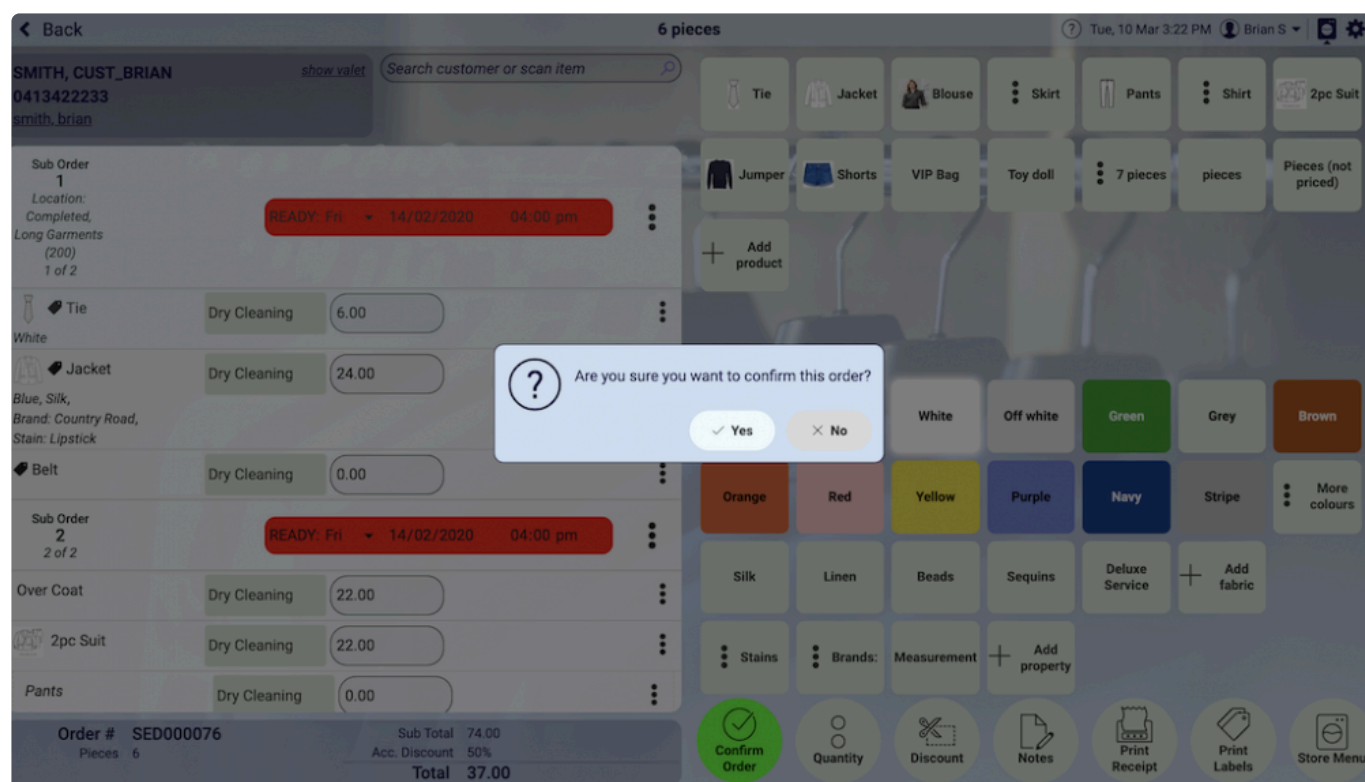 Back
6 pieces
? Tue, 10 Mar 3:22 PM Brian S
SMITH, CUST_BRIAN show valet
0413422233
smith, brian
Search customer or scan item
Sub Order
1
Location:
Completed,
Long Garments
(200)
1 of 2
READY: Fri 14/02/2020 04:00 pm
Tie Dry Cleaning 6.00
White
Jacket Dry Cleaning 24.00
Blue, Silk,
Brand: Country Road,
Stain: Lipstick
Belt Dry Cleaning 0.00
Sub Order
2
2 of 2
READY: Fri 14/02/2020 04:00 pm
Over Coat Dry Cleaning 22.00
2pc Suit Dry Cleaning 22.00
Pants Dry Cleaning 0.00
Order # SED000076
Pieces 6
Sub Total 74.00
Acc. Discount 50%
Total 37.00
? Are you sure you want to confirm this order?
Yes No
Tie Jacket Blouse Skirt Pants Shirt 2pc Suit
Jumper Shorts VIP Bag Toy doll 7 pieces pieces
Pieces (not
priced)
Add
product
White Off white Green Grey Brown
Orange Red Yellow Purple Navy Stripe
More
colours
Silk Linen Beads Sequins
Deluxe
Service
Add
fabric
Stains Brands: Measurement
Add
property
Confirm
Order
Quantity
Discount
Notes
Print
Receipt
Print
Labels
Store Menu